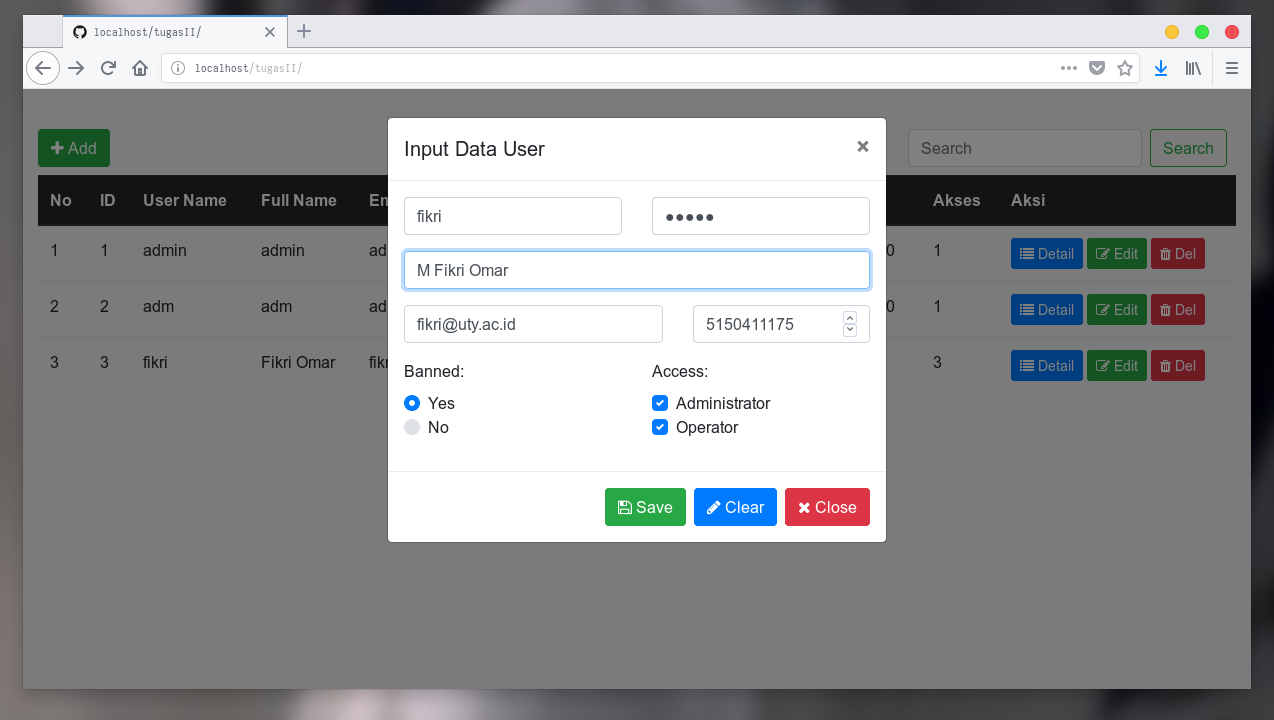 localhost/tugasII/
localhost/tugasII/
Add
Search
Search
No ID User Name Full Name Akses Aksi
1 1 admin admin ad 0 1 Detail Edit Del
2 2 adm adm ad 0 1 Detail Edit Del
3 3 fikri Fikri Omar 3 Detail Edit Del
Input Data User
fikri ●●●●●
M Fikri Omar
fikri@uty.ac.id 5150411175
Banned: Access:
Yes Administrator
No Operator
Save Clear Close